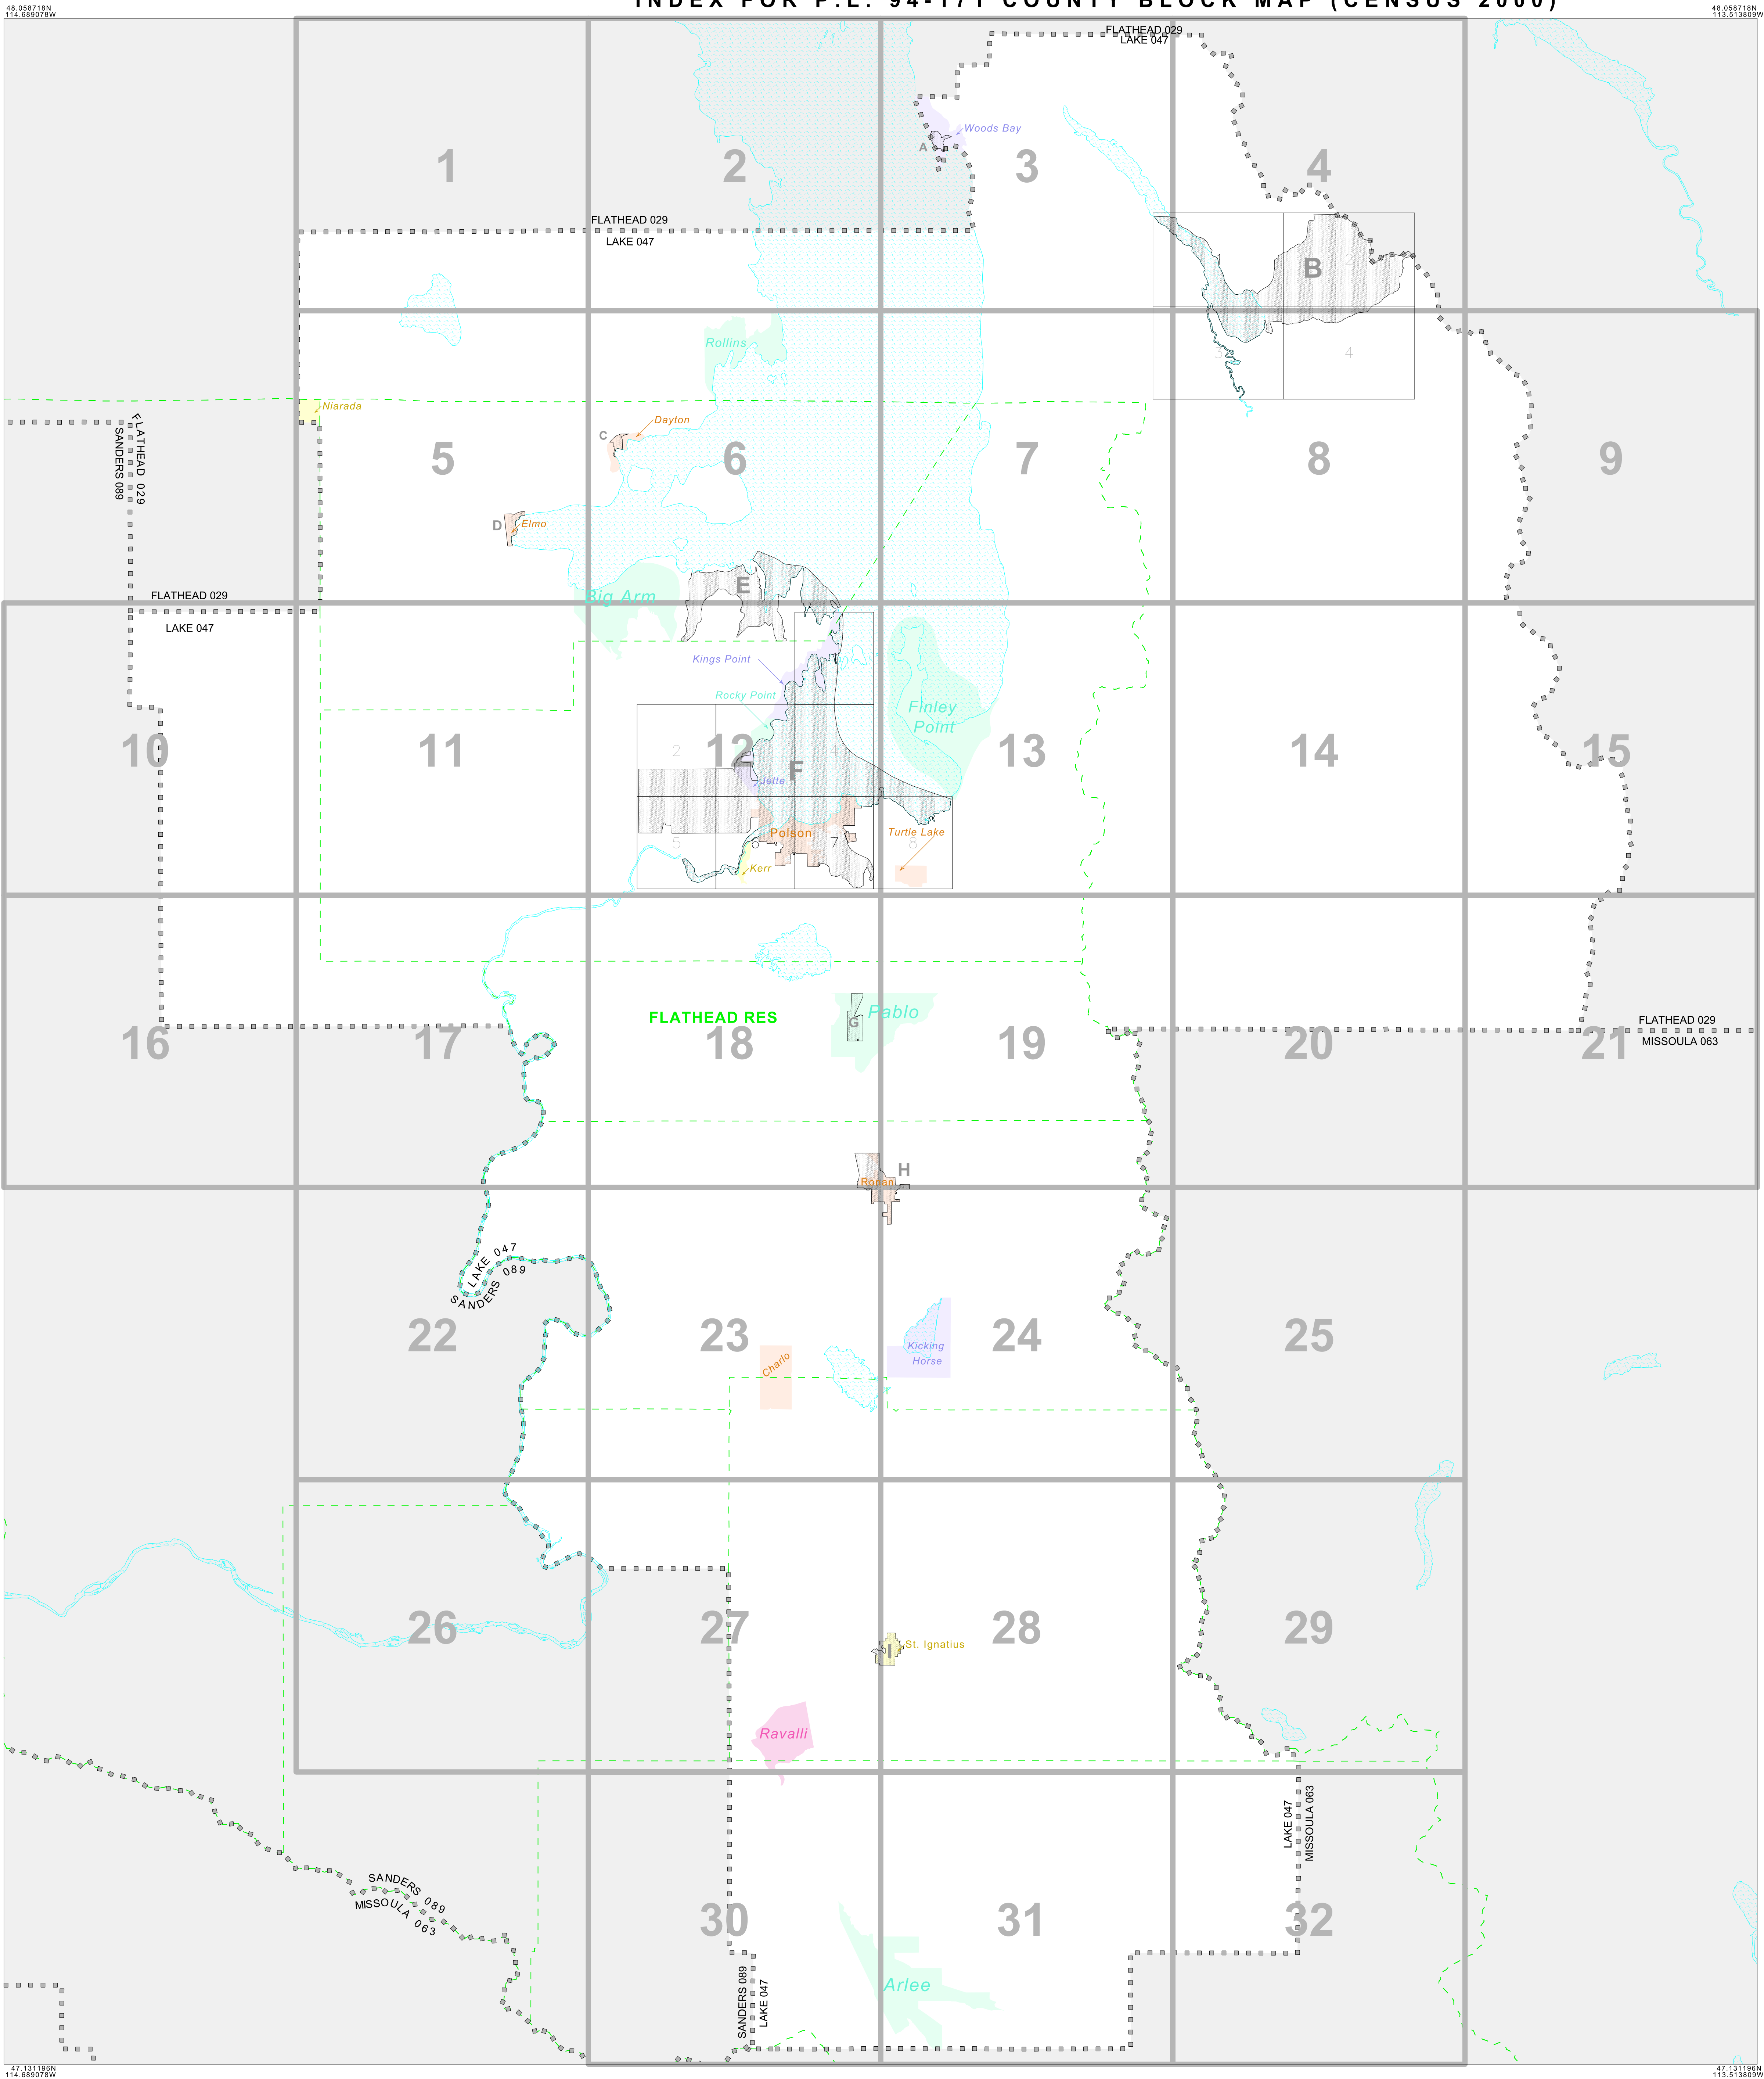 INDEX FOR P.L. 94-171 COUNTY BLOCK MAP (CENSUS 2000)
48.058718N
114.689078W
48.058718N
113.513809W
FLATHEAD 029
LAKE 047
Woods Bay
A
1
2
3
4
FLATHEAD 029
LAKE 047
B
2
Rollins
3
4
Niarada
Dayton
C
FLATHEAD 029
SANDERS 089
5
6
7
8
9
D
Elmo
E
Big Arm
FLATHEAD 029
LAKE 047
Kings Point
Rocky Point
Finley
Point
10
11
2
12
4
13
14
15
F
Jette
Polson
Turtle Lake
5
6
7
8
Kerr
Pablo
FLATHEAD RES
G
FLATHEAD 029
MISSOULA 063
16
17
18
19
20
21
H
Ronan
LAKE 047
SANDERS 089
22
23
24
25
Kicking
Horse
Charlo
26
27
28
29
I
St. Ignatius
Ravalli
LAKE 047
MISSOULA 063
SANDERS 089
MISSOULA 063
30
31
32
Arlee
SANDERS 089
LAKE 047
47.131196N
114.689078W
47.131196N
113.513809W